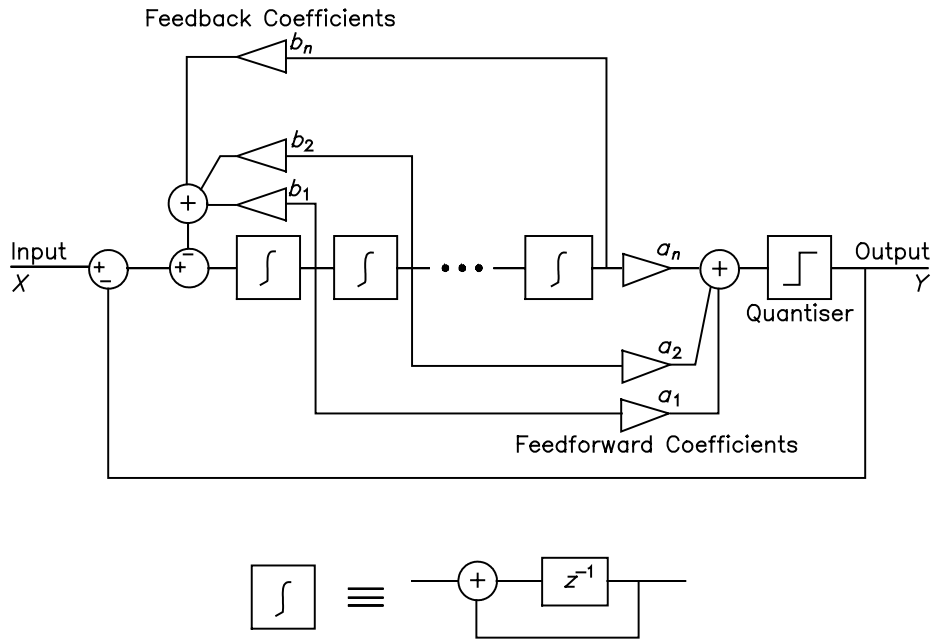 Feedback Coefficients
bn
b2
b1
+
Input
X
+
−
+
−
∫
∫
∫
an
+
Quantiser
Output
Y
a2
a1
Feedforward Coefficients
∫ ≡ + z−1